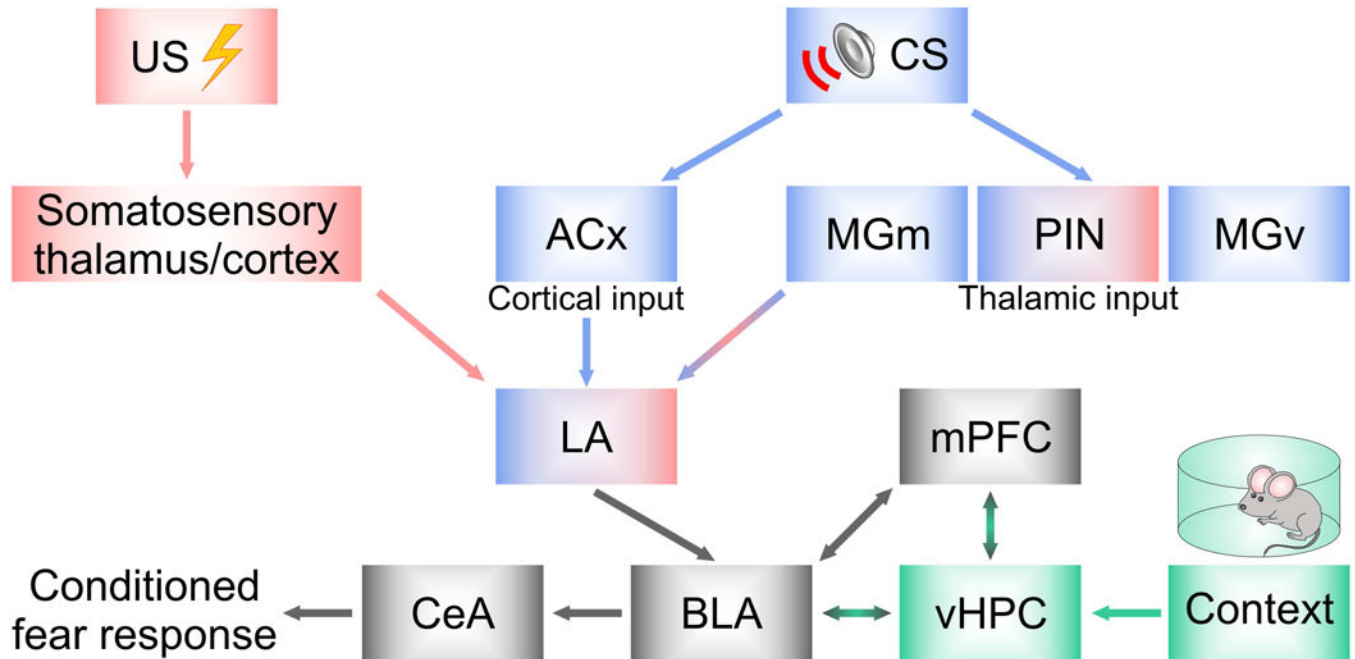 US
CS
Somatosensory
thalamus/cortex
ACx
MGm
PIN
MGv
Cortical input
Thalamic input
LA
mPFC
Conditioned
fear response
CeA
BLA
vHPC
Context